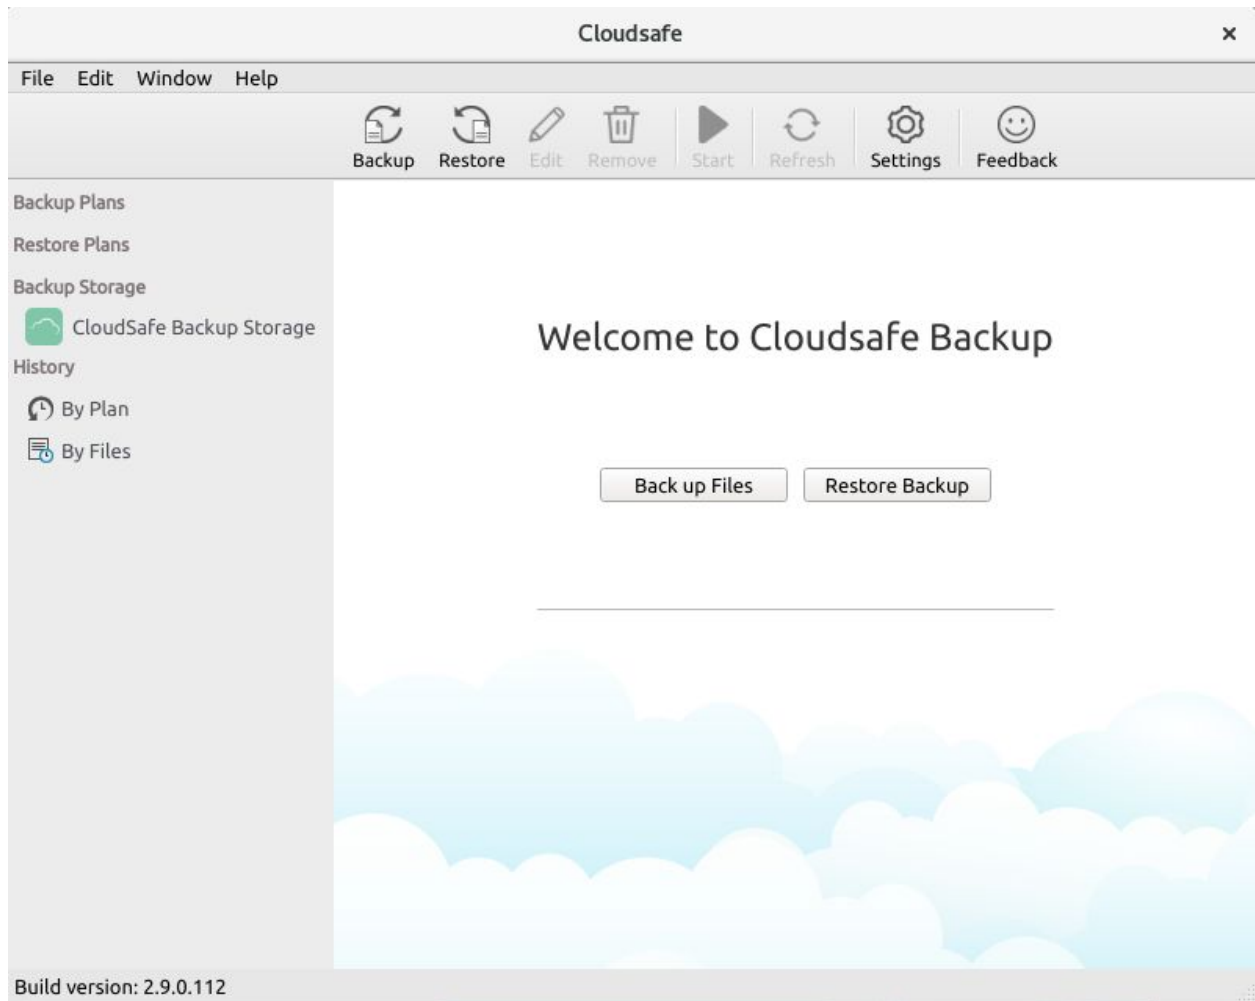 Cloudsafe
File Edit Window Help
Backup Restore Edit Remove Start Refresh Settings Feedback
Backup Plans
Restore Plans
Backup Storage
CloudSafe Backup Storage
History
By Plan
By Files
Welcome to Cloudsafe Backup
Back up Files Restore Backup
Build version: 2.9.0.112